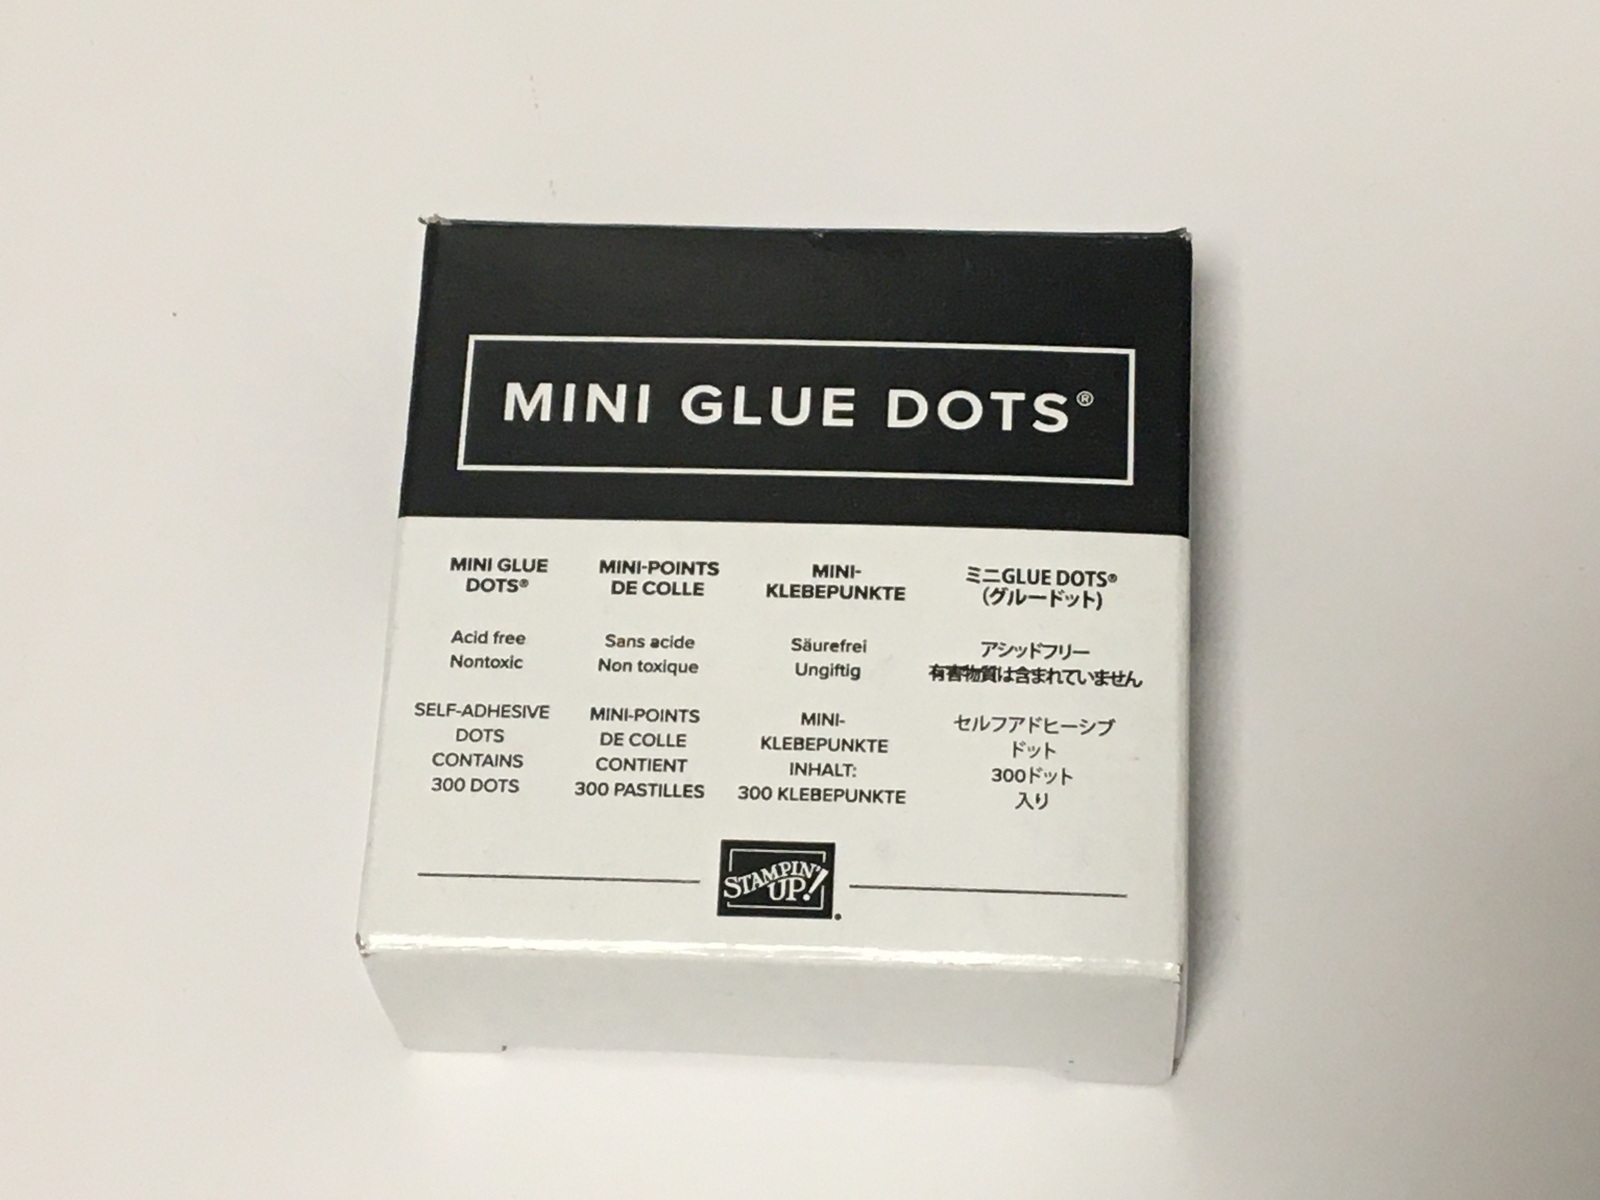 MINI GLUE DOTS®
MINI GLUE
DOTS®
Acid free
Nontoxic
SELF-ADHESIVE
DOTS
CONTAINS
300 DOTS
MINI-POINTS
DE COLLE
Sans acide
Non toxique
MINI-POINTS
DE COLLE
CONTIENT
300 PASTILLES
MINI-
KLEBEPUNKTE
Säurefrei
Ungiftig
MINI-
KLEBEPUNKTE
INHALT:
300 KLEBEPUNKTE
ミニGLUE DOTS®
(グルードット)
アシッドフリー
有害物質は含まれていません
セルフアドヒーシブ
ドット
300ドット
入り
STAMPIN'
UP!